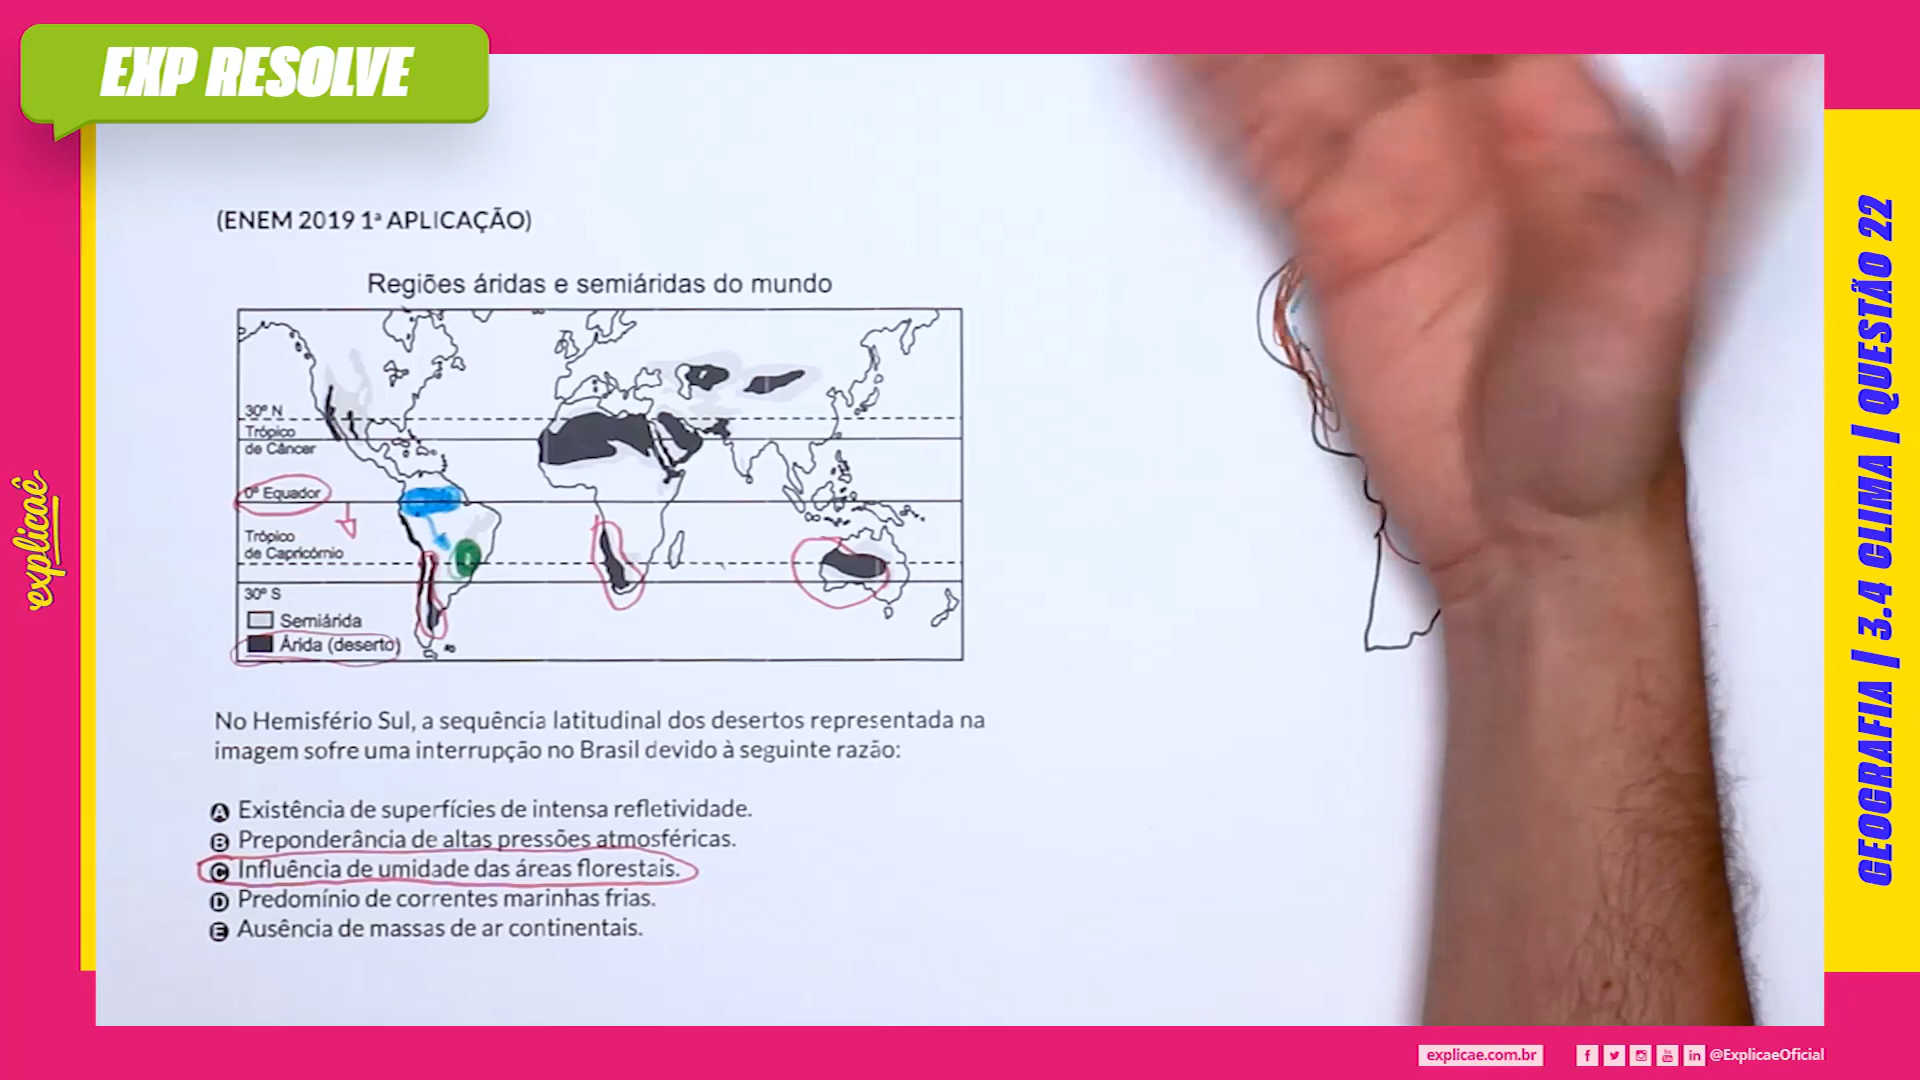 EXP RESOLVE
(ENEM 2019 1ª APLICAÇÃO)
Regiões áridas e semiáridas do mundo
30º N
Trópico
de Câncer
0º Equador
Trópico
de Capricórnio
30º S
Semiárida
Árida (deserto)
No Hemisfério Sul, a sequência latitudinal dos desertos representada na
imagem sofre uma interrupção no Brasil devido à seguinte razão:
A Existência de superfícies de intensa refletividade.
B Preponderância de altas pressões atmosféricas.
C Influência de umidade das áreas florestais.
D Predomínio de correntes marinhas frias.
E Ausência de massas de ar continentais.
explicaê
GEOGRAFIA | 3.4 CLIMA | QUESTÃO 22
explicae.com.br
@ExplicaeOficial